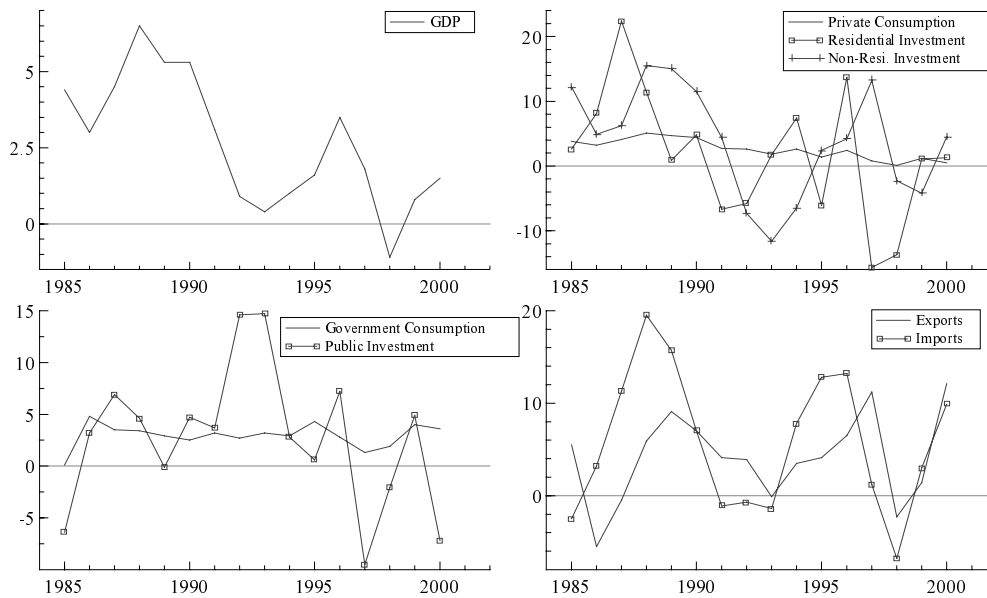 GDP
5
2.5
0
1985 1990 1995 2000
Private Consumption
Residential Investment
Non-Resi. Investment
20
10
0
-10
1985 1990 1995 2000
Government Consumption
Public Investment
15
10
5
0
-5
1985 1990 1995 2000
Exports
Imports
20
10
0
1985 1990 1995 2000